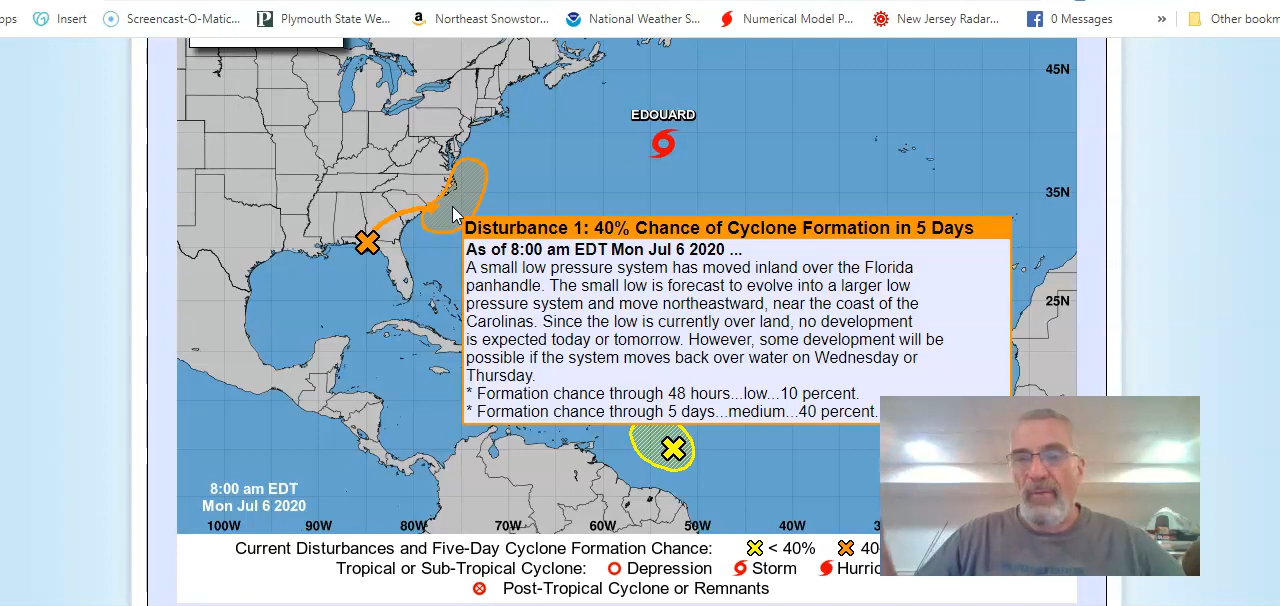 pps
Insert
Screencast-O-Matic...
Plymouth State We...
Northeast Snowstor...
National Weather S...
Numerical Model P...
New Jersey Radar...
0 Messages
»
Other bookm
45N
EDOUARD
35N
Disturbance 1: 40% Chance of Cyclone Formation in 5 Days
As of 8:00 am EDT Mon Jul 6 2020 ...
A small low pressure system has moved inland over the Florida
panhandle. The small low is forecast to evolve into a larger low
pressure system and move northeastward, near the coast of the
Carolinas. Since the low is currently over land, no development
is expected today or tomorrow. However, some development will be
possible if the system moves back over water on Wednesday or
Thursday.
* Formation chance through 48 hours...low...10 percent.
* Formation chance through 5 days...medium...40 percent.
25N
8:00 am EDT
Mon Jul 6 2020
100W 90W 80W 70W 60W 50W 40W 3
Current Disturbances and Five-Day Cyclone Formation Chance: < 40% 40
Tropical or Sub-Tropical Cyclone: Depression Storm Hurric
Post-Tropical Cyclone or Remnants